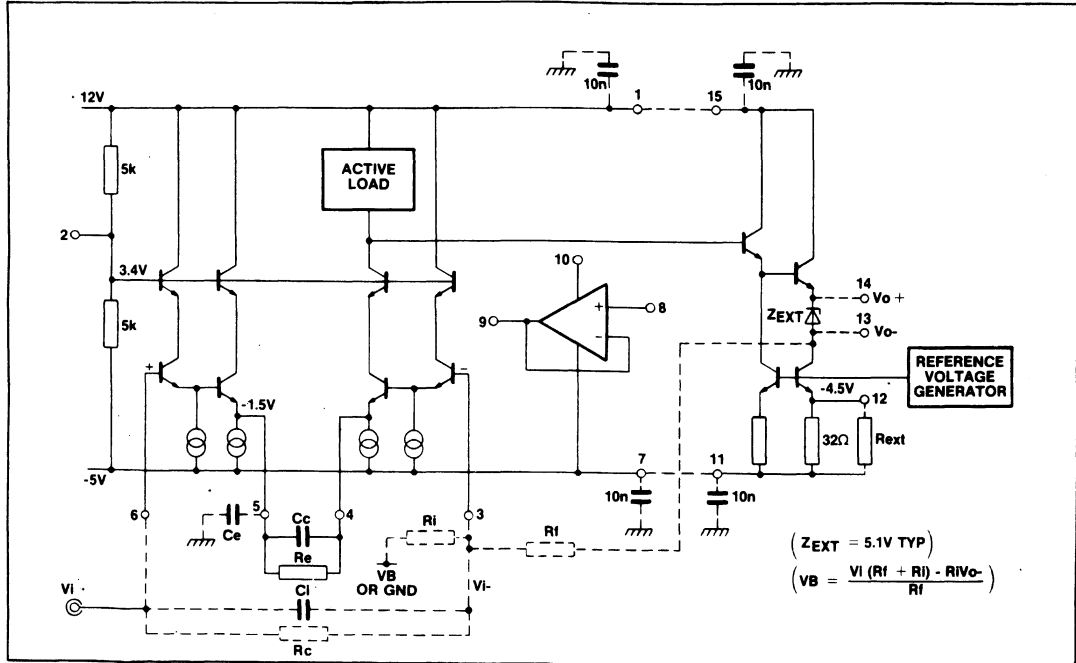 10n
10n
12V
1
15
5k
ACTIVE
LOAD
2
3.4V
10
+
8
14
Vo +
9
-
ZEXT
13
Vo-
5k
+
-
REFERENCE
VOLTAGE
GENERATOR
-1.5V
-4.5V
12
32Ω
Rext
-5V
7
11
10n
10n
6
5
4
3
Ce
Cc
Ri
Rf
Re
VB
OR GND
Vi-
Vi
Ci
Rc
(ZEXT = 5.1V TYP)
(VB = Vi (Rf + Ri) - RiVo-
Rf)